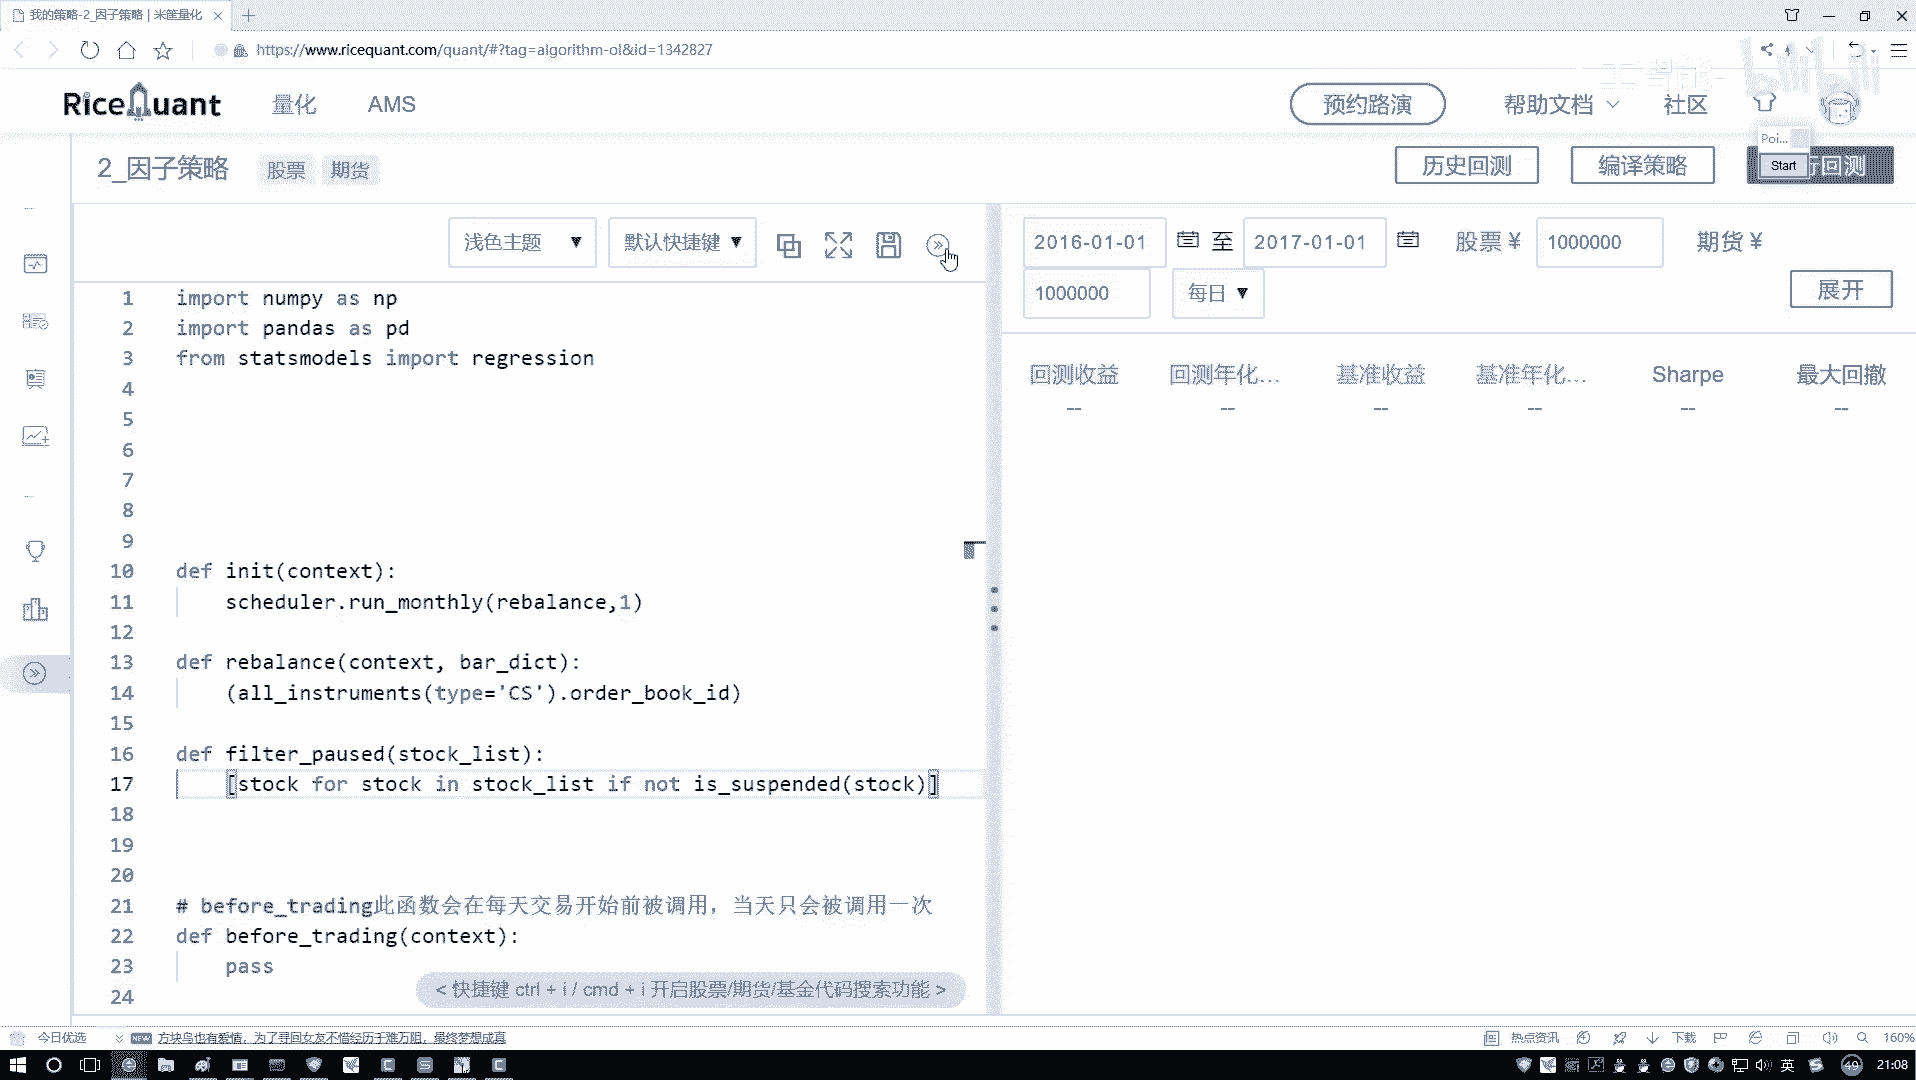 我的策略-2_因子策略 | 米筐量化
https://www.ricequant.com/quant/#?tag=algorithm-ol&id=1342827
RiceQuant
量化
AMS
预约路演
帮助文档
社区
bilibili
Poi...
Start
2_因子策略
股票
期货
历史回测
编译策略
行回测
浅色主题
默认快捷键
2016-01-01 至 2017-01-01 股票 ¥ 1000000 期货 ¥
1000000 每日
展开
回测收益 回测年化... 基准收益 基准年化... Sharpe 最大回撤
-- -- -- -- -- --
1 import numpy as np
2 import pandas as pd
3 from statsmodels import regression
4
5
6
7
8
9
10 def init(context):
11 scheduler.run_monthly(rebalance,1)
12
13 def rebalance(context, bar_dict):
14 (all_instruments(type='CS').order_book_id)
15
16 def filter_paused(stock_list):
17 [stock for stock in stock_list if not is_suspended(stock)]
18
19
20
21 # before_trading此函数会在每天交易开始前被调用，当天只会被调用一次
22 def before_trading(context):
23 pass
24
< 快捷键 ctrl + i / cmd + i 开启股票/期货/基金代码搜索功能 >
今日优选
NEW 方块鸟也有爱情，为了寻回女友不惜经历千难万阻，最终梦想成真
热点资讯
下载
160%
英
49
21:08